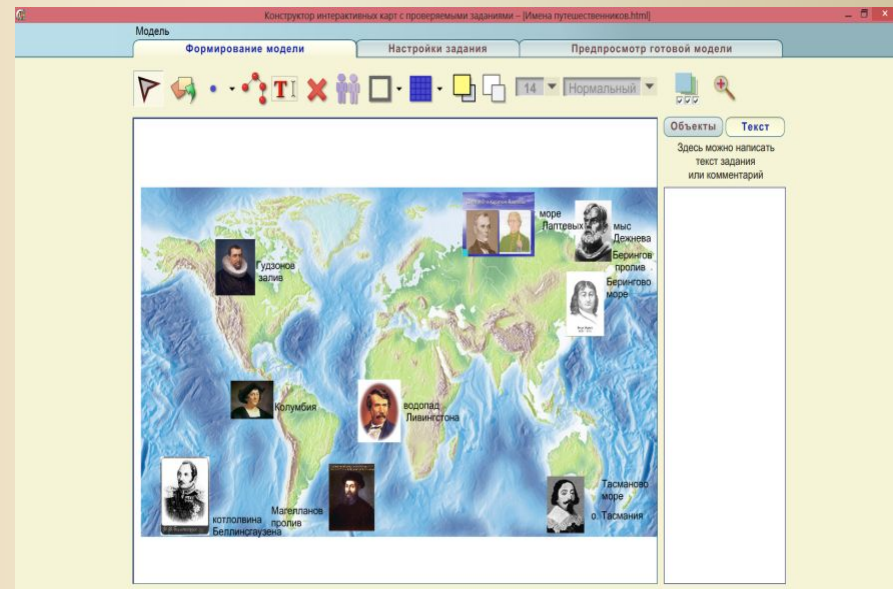 Конструктор интерактивных карт с проверяемыми заданиями – [Имена путешественников.html]
Модель
Формирование модели
Настройки задания
Предпросмотр готовой модели
14
Нормальный
Объекты
Текст
Здесь можно написать
текст задания
или комментарий
море
Лаптевых
мыс
Дежнева
Берингов
пролив
Берингово
море
Гудзонов
залив
Колумбия
водопад
Ливингстона
Тасманово
море
о. Тасмания
Магелланов
пролив
котлолвина
Беллинсгаузена